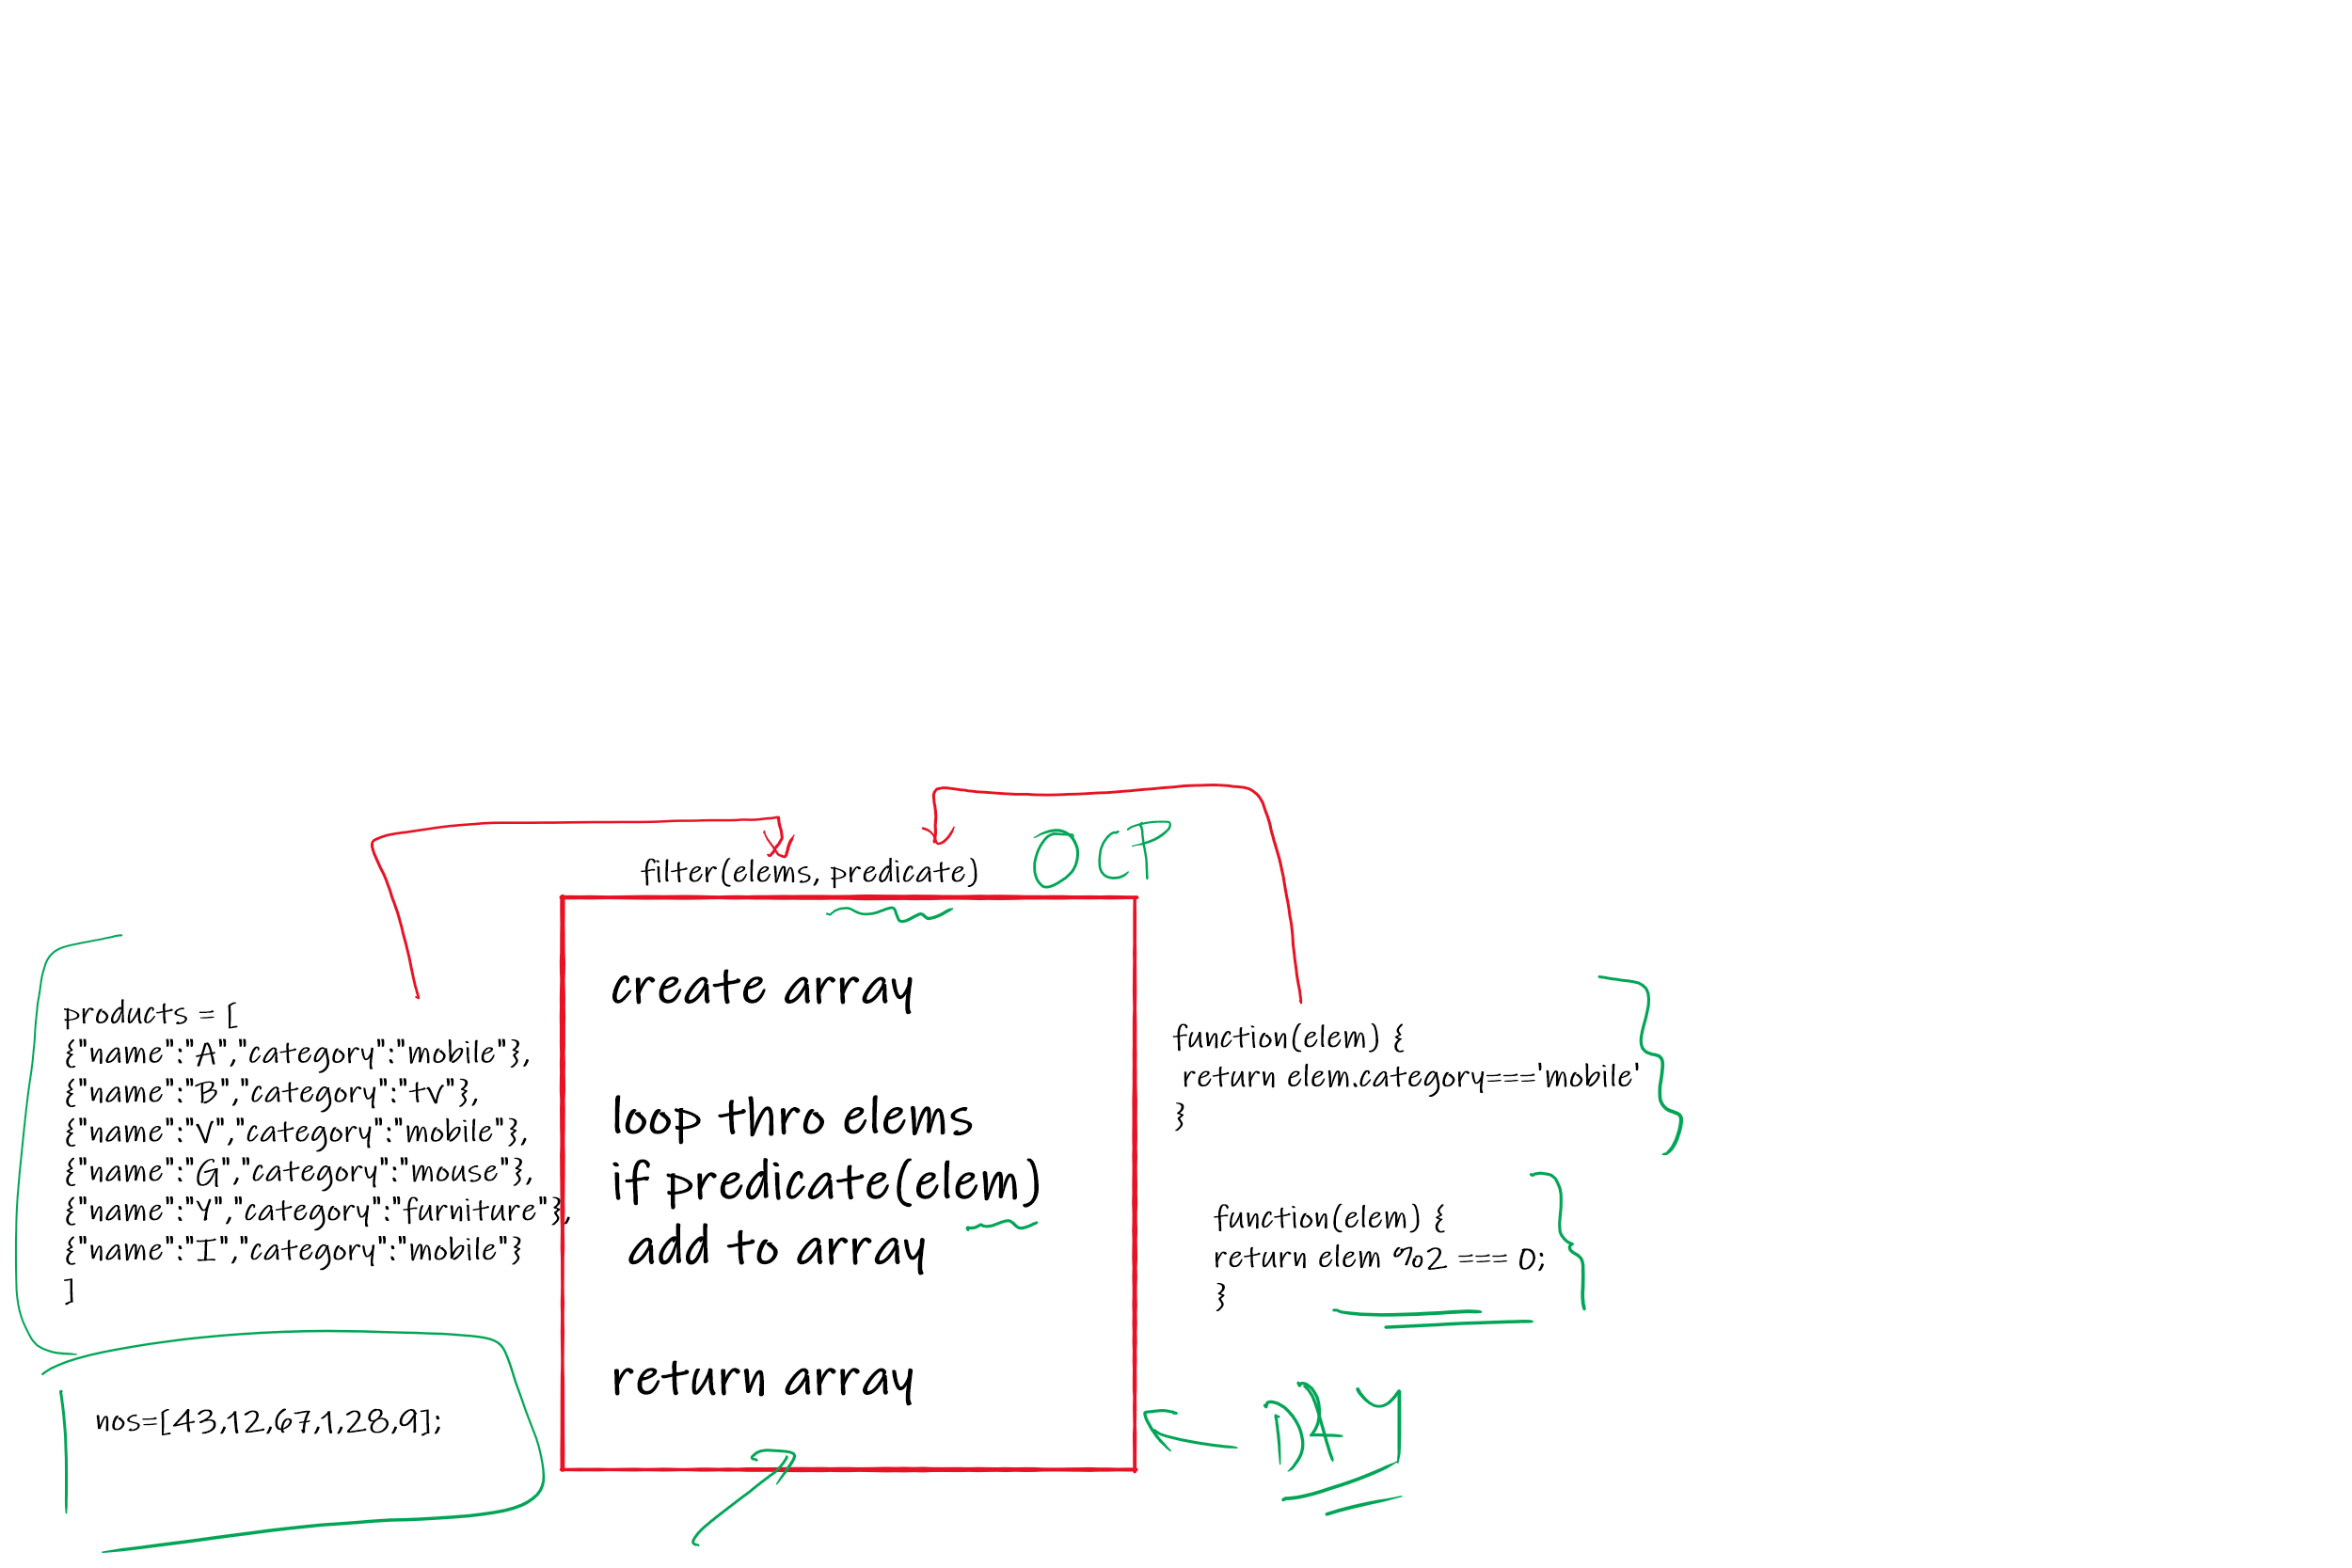 filter(elems, predicate)
OCP
products = [
{"name":"A","category":"mobile"},
{"name":"B","category":"tv"},
{"name":"V","category":"mobile"},
{"name":"G","category":"mouse"},
{"name":"Y","category":"furniture"},
{"name":"I","category":"mobile"}
]
nos=[43,12,67,1,28,9];
create array
loop thro elems
if predicate(elem)
add to array
return array
function(elem) {
return elem.category==='mobile'
}
function(elem) {
return elem %2 === 0;
}
DRY